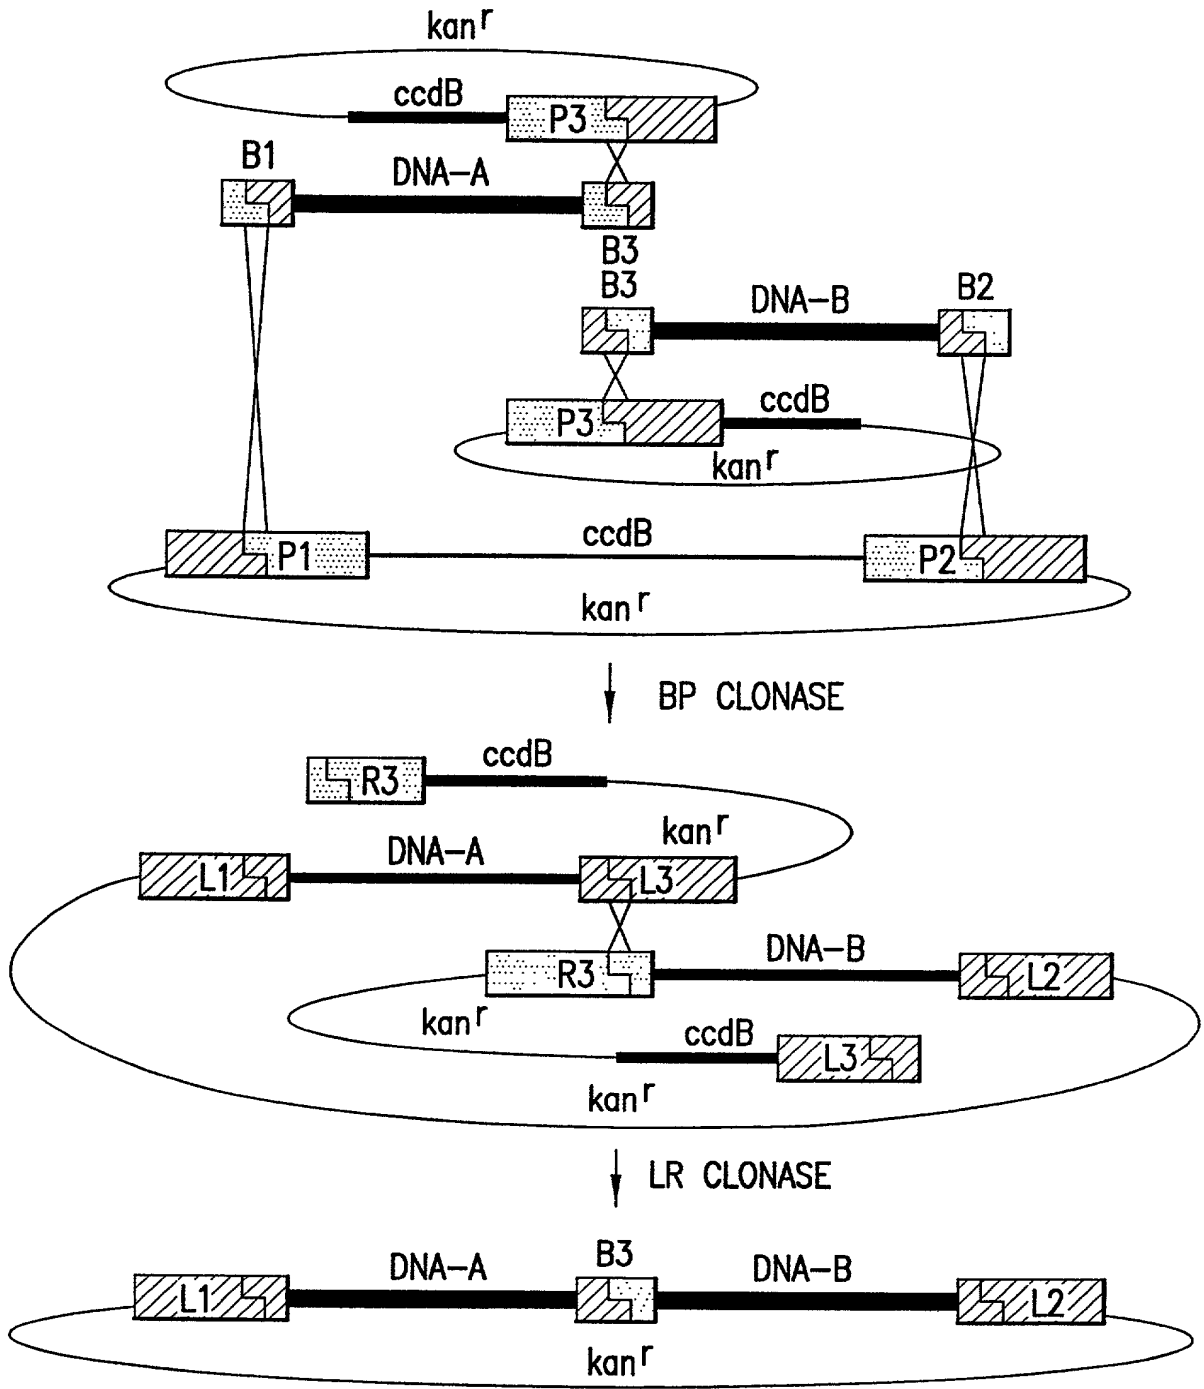 kanʳ
ccdB
P3
B1
DNA-A
B3
B3
DNA-B
B2
P3
ccdB
kanʳ
ccdB
P1
P2
kanʳ
BP CLONASE
ccdB
R3
kanʳ
DNA-A
L1
L3
DNA-B
R3
L2
kanʳ
ccdB
L3
kanʳ
LR CLONASE
B3
DNA-A
DNA-B
L1
L2
kanʳ